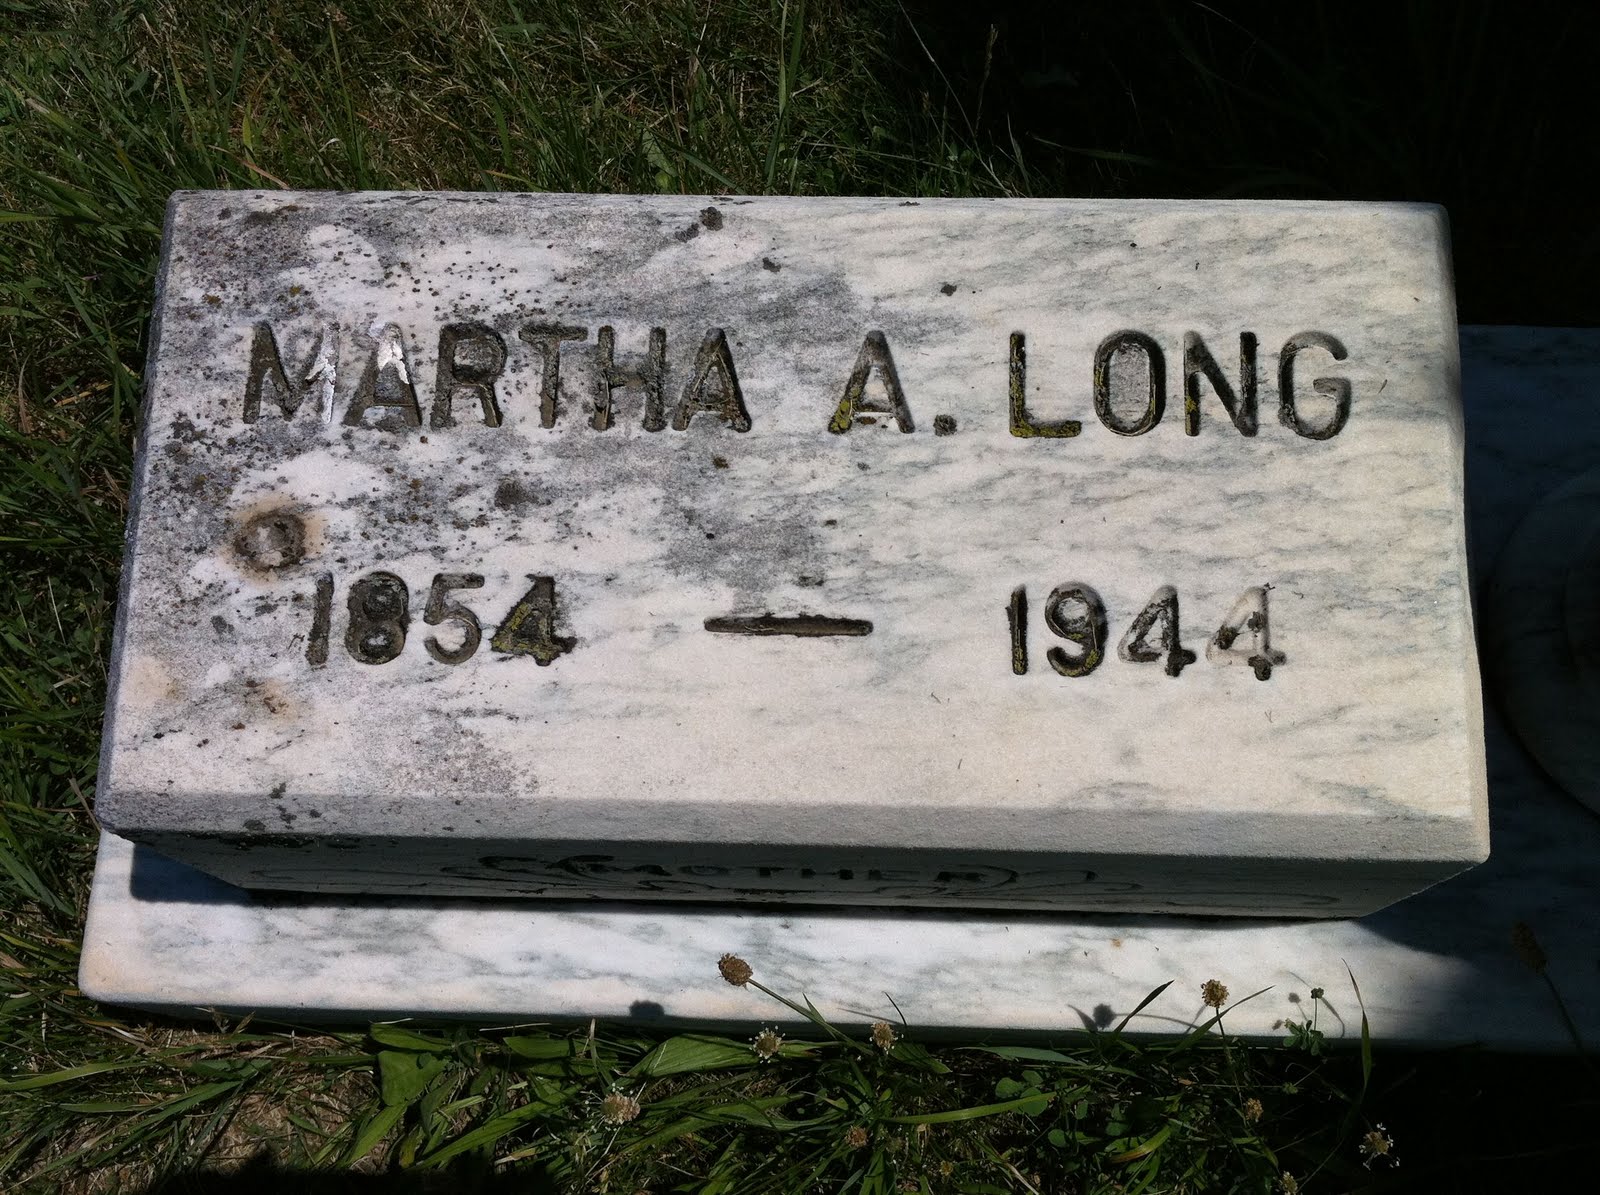 MARTHA A. LONG
1854 — 1944
MOTHER